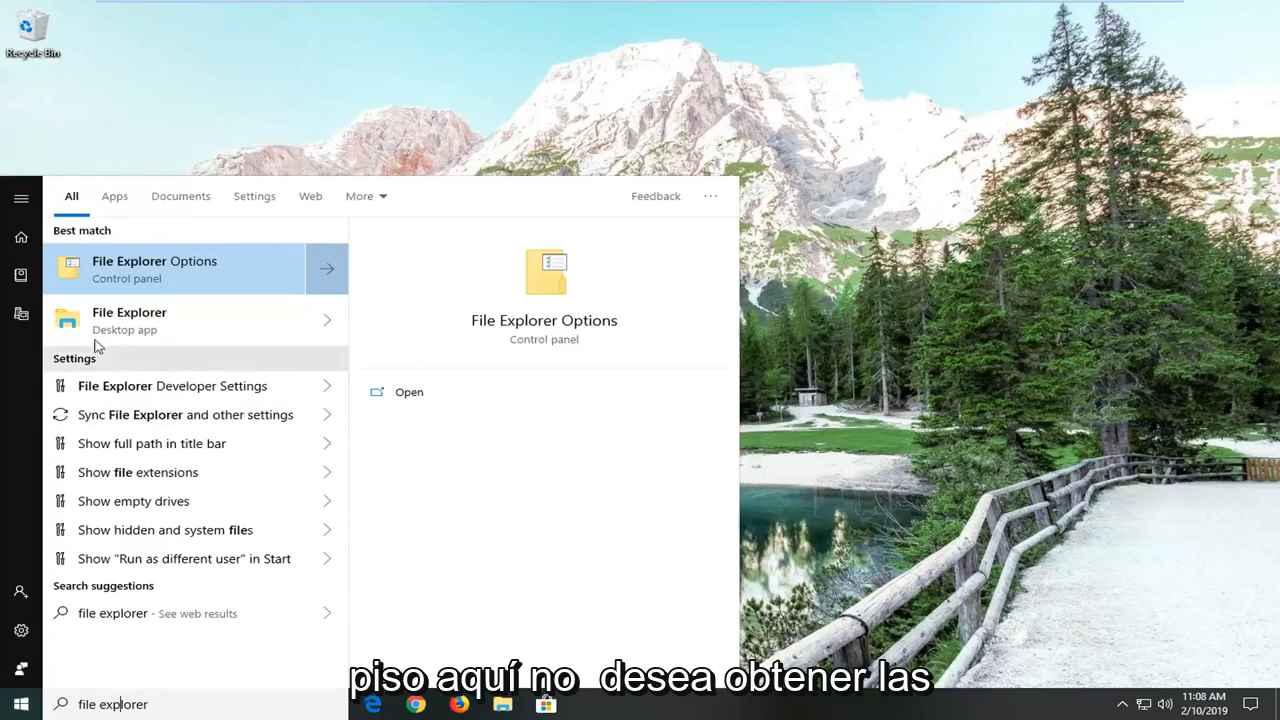 Recycle Bin
All Apps Documents Settings Web More Feedback ...
Best match
File Explorer Options
Control panel
File Explorer
Desktop app
Settings
File Explorer Developer Settings
Sync File Explorer and other settings
Show full path in title bar
Show file extensions
Show empty drives
Show hidden and system files
Show "Run as different user" in Start
Search suggestions
file explorer - See web results
File Explorer Options
Control panel
Open
piso aquí no desea obtener las
file explorer
11:08 AM
2/10/2019